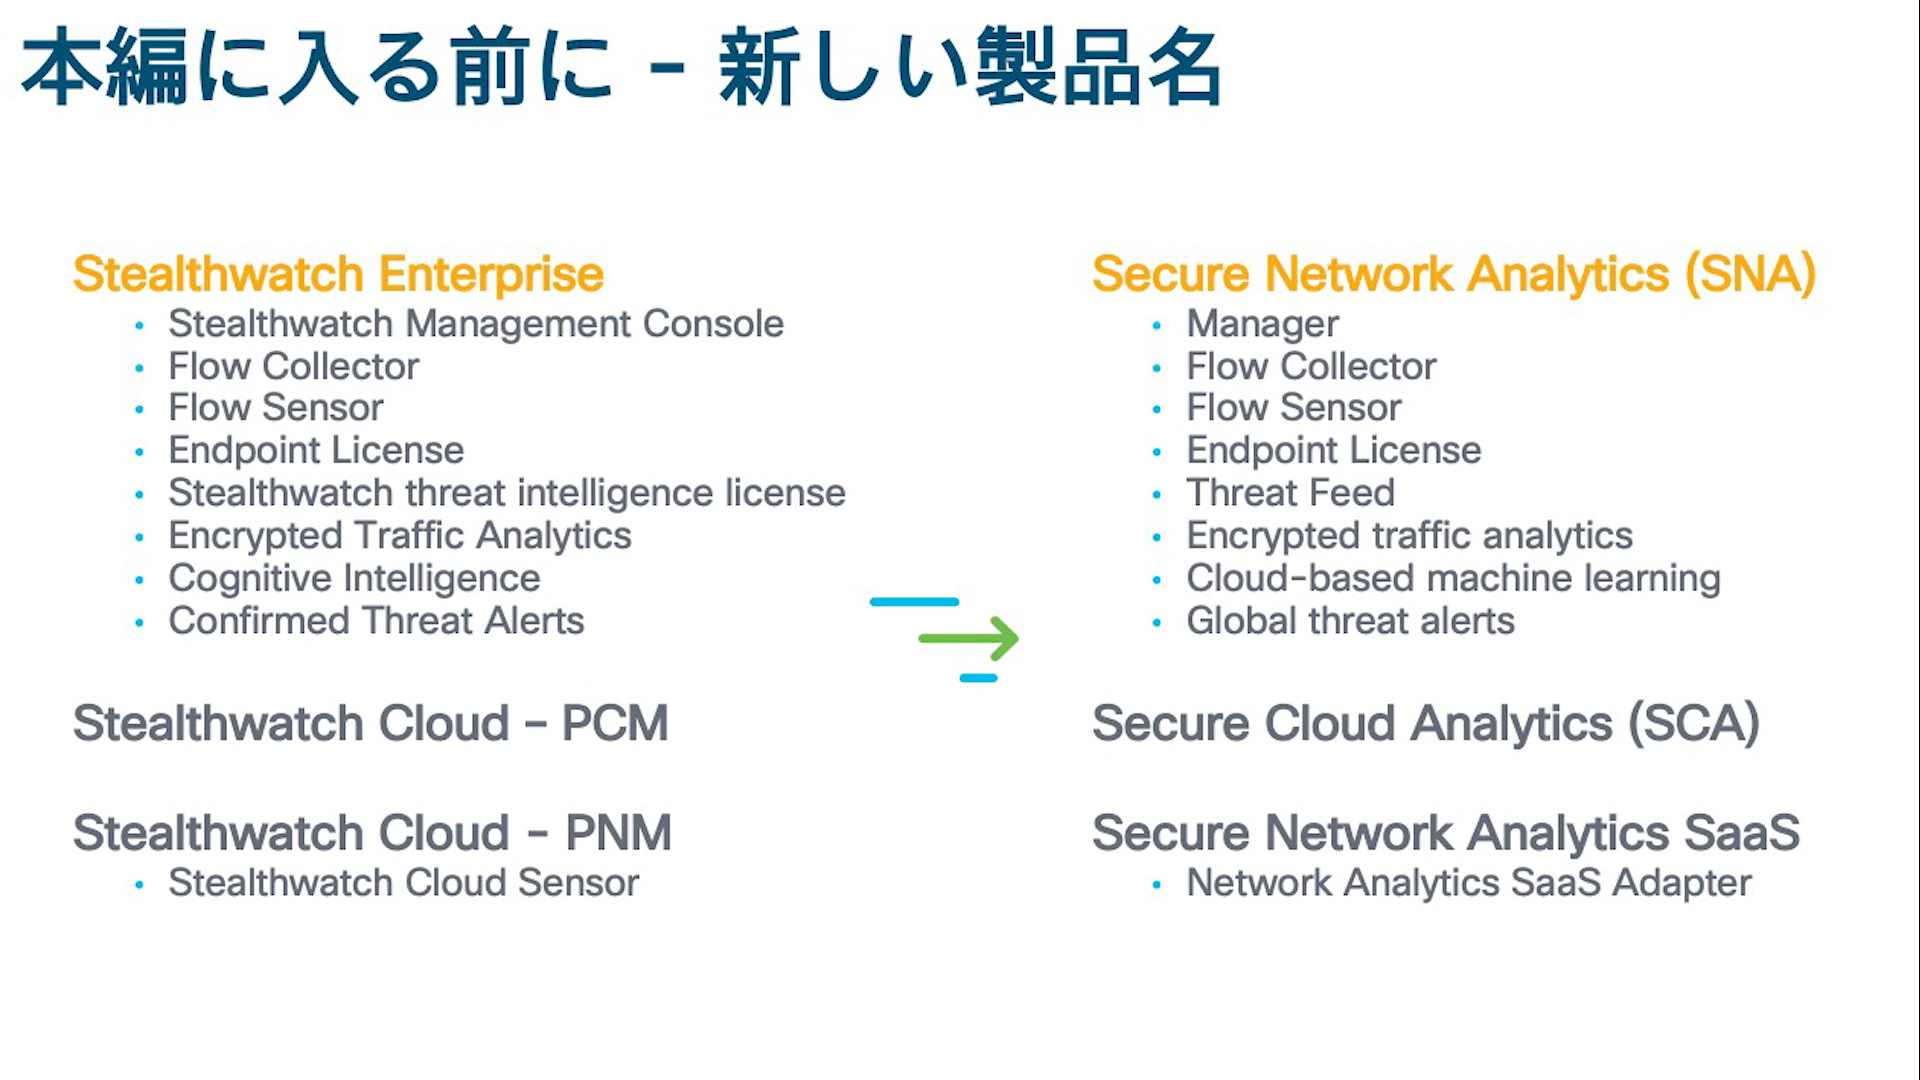 本編に入る前に - 新しい製品名
Stealthwatch Enterprise
• Stealthwatch Management Console
• Flow Collector
• Flow Sensor
• Endpoint License
• Stealthwatch threat intelligence license
• Encrypted Traffic Analytics
• Cognitive Intelligence
• Confirmed Threat Alerts
Stealthwatch Cloud – PCM
Stealthwatch Cloud - PNM
• Stealthwatch Cloud Sensor
Secure Network Analytics (SNA)
• Manager
• Flow Collector
• Flow Sensor
• Endpoint License
• Threat Feed
• Encrypted traffic analytics
• Cloud-based machine learning
• Global threat alerts
Secure Cloud Analytics (SCA)
Secure Network Analytics SaaS
• Network Analytics SaaS Adapter